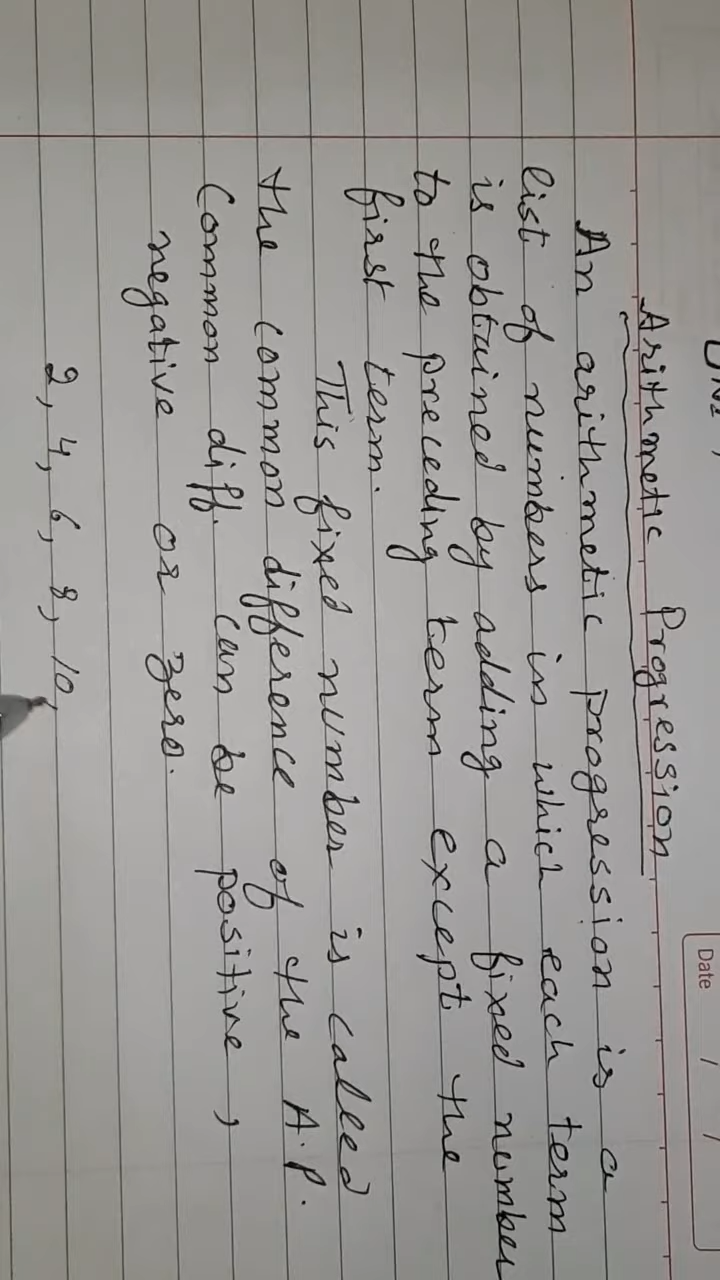 Date / /
Arithmetic Progression
An arithmetic progression is a
list of numbers in which each term
is obtained by adding a fixed number
to the preceding term except the
first term.
This fixed number is called
the common difference of the A.P.
Common diff. can be positive,
negative or zero.
2, 4, 6, 8, 10,